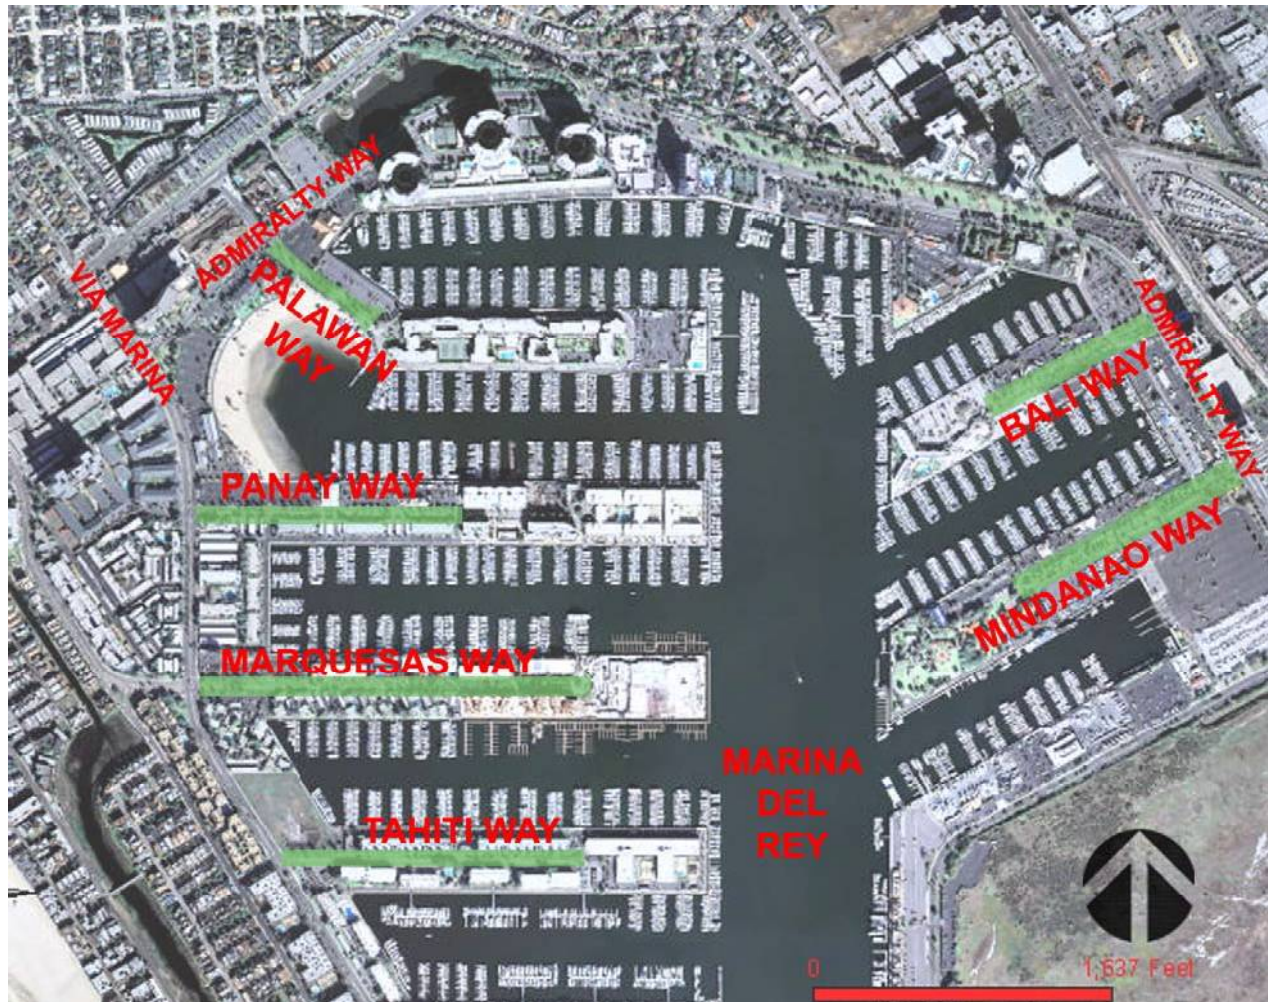 ADMIRALTY WAY
VIA MARINA
PALAWAN
WAY
ADMIRALTY WAY
BALI WAY
PANAY WAY
MINDANAO WAY
MARQUESAS WAY
MARINA
DEL
REY
TAHITI WAY
0
1,637 Feet